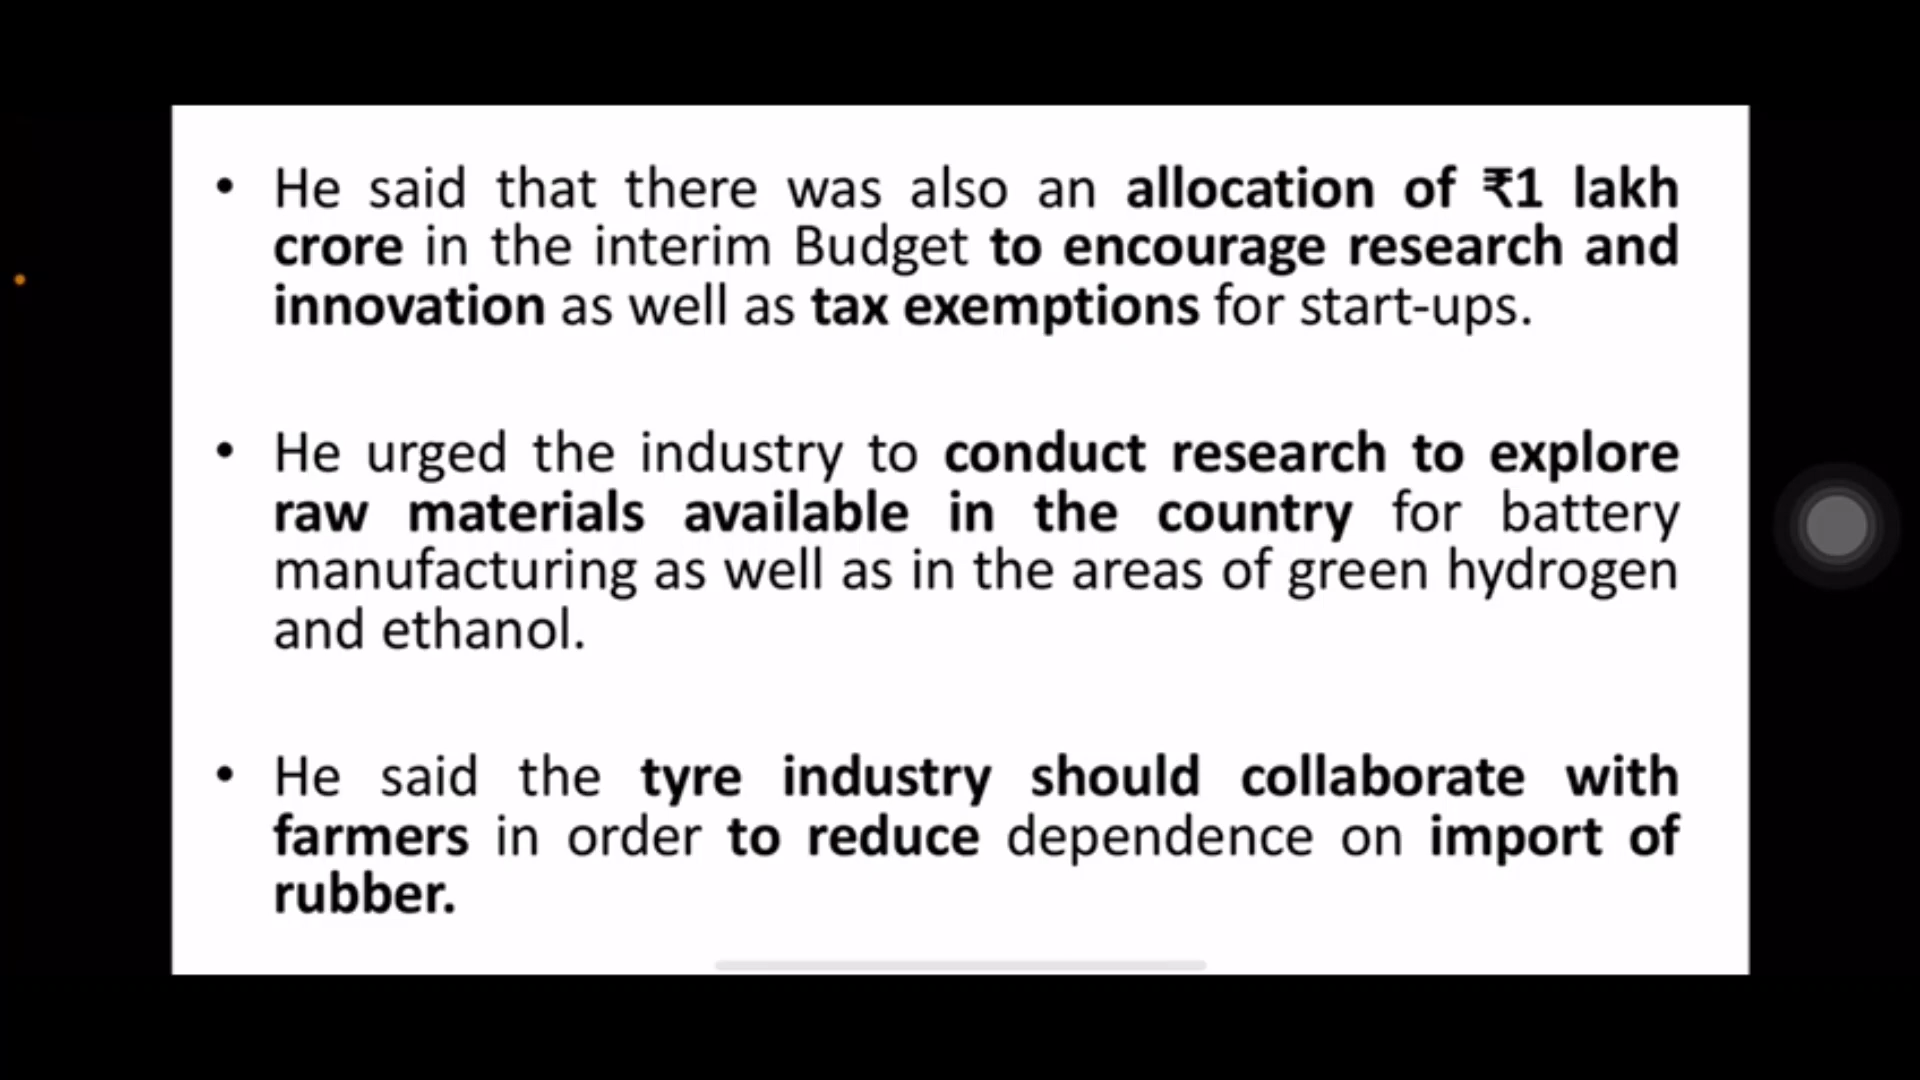 • He said that there was also an allocation of ₹1 lakh
crore in the interim Budget to encourage research and
innovation as well as tax exemptions for start-ups.
• He urged the industry to conduct research to explore
raw materials available in the country for battery
manufacturing as well as in the areas of green hydrogen
and ethanol.
• He said the tyre industry should collaborate with
farmers in order to reduce dependence on import of
rubber.